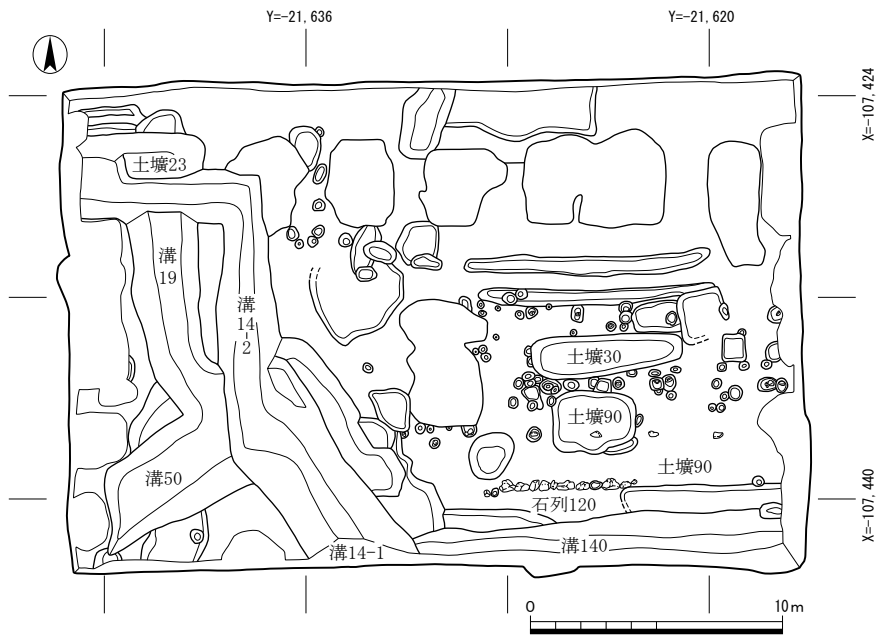 Y=-21,636
Y=-21,620
X=-107,424
土壙23
溝
19
溝
14
-
2
土壙30
土壙90
土壙90
溝50
石列120
X=-107,440
溝14-1
溝140
0
10m